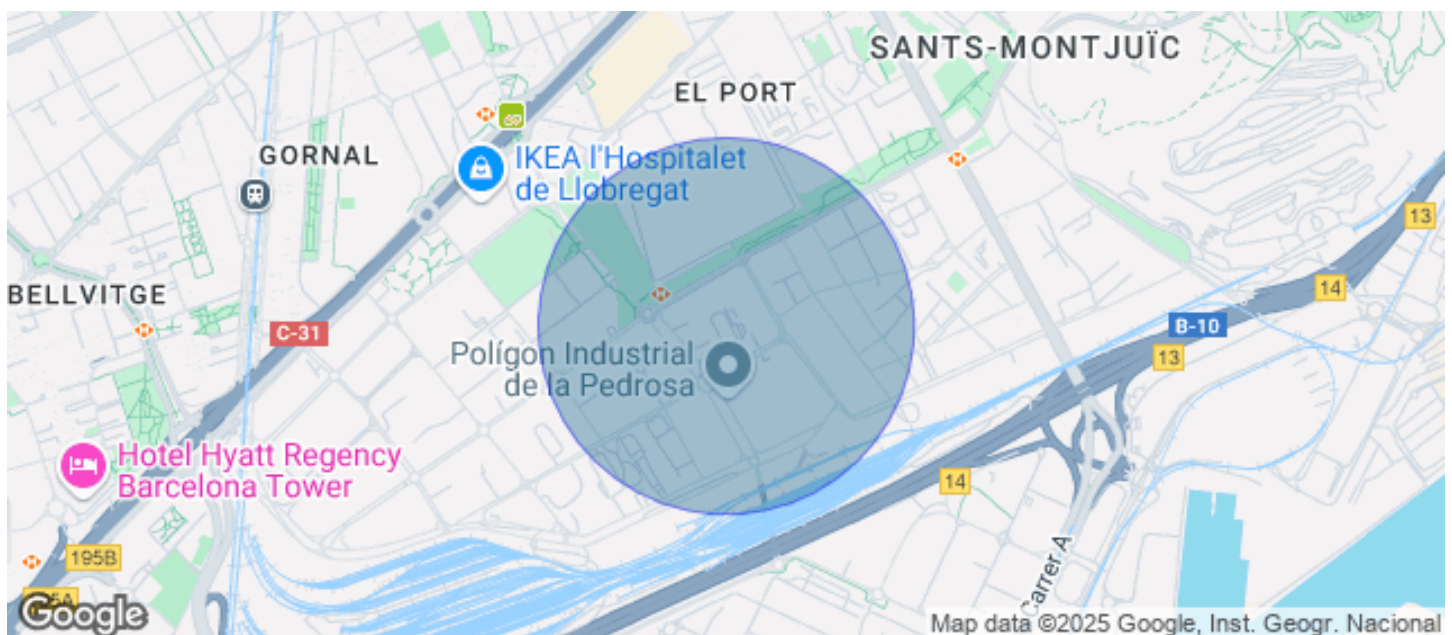 SANTS-MONTJUÏC
EL PORT
GORNAL
IKEA l'Hospitalet
de Llobregat
13
BELLVITGE
14
C-31
B-10
13
Polígon Industrial
de la Pedrosa
Hotel Hyatt Regency
Barcelona Tower
14
195B
Carrer A
Google
Map data ©2025 Google, Inst. Geogr. Nacional